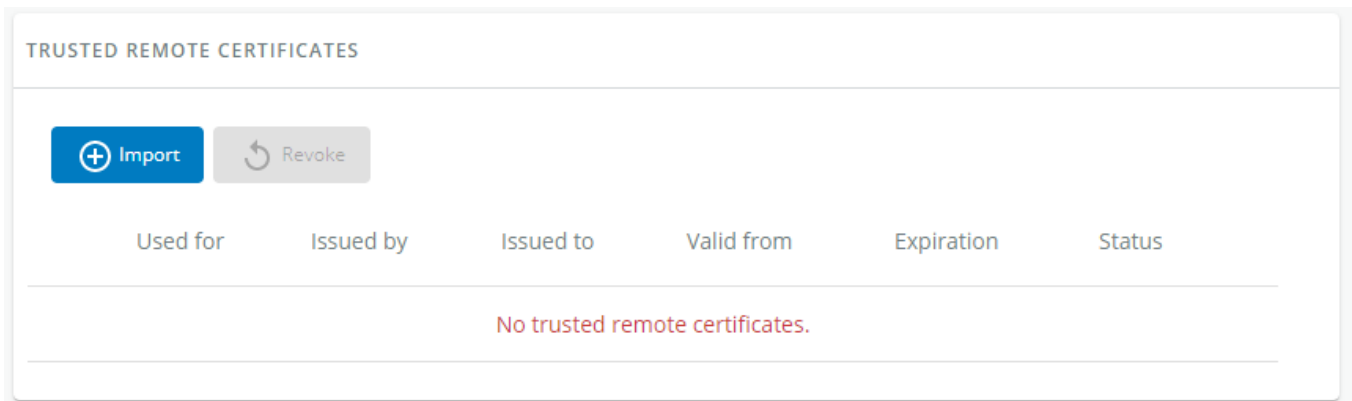 TRUSTED REMOTE CERTIFICATES
Import Revoke
Used for Issued by Issued to Valid from Expiration Status
No trusted remote certificates.